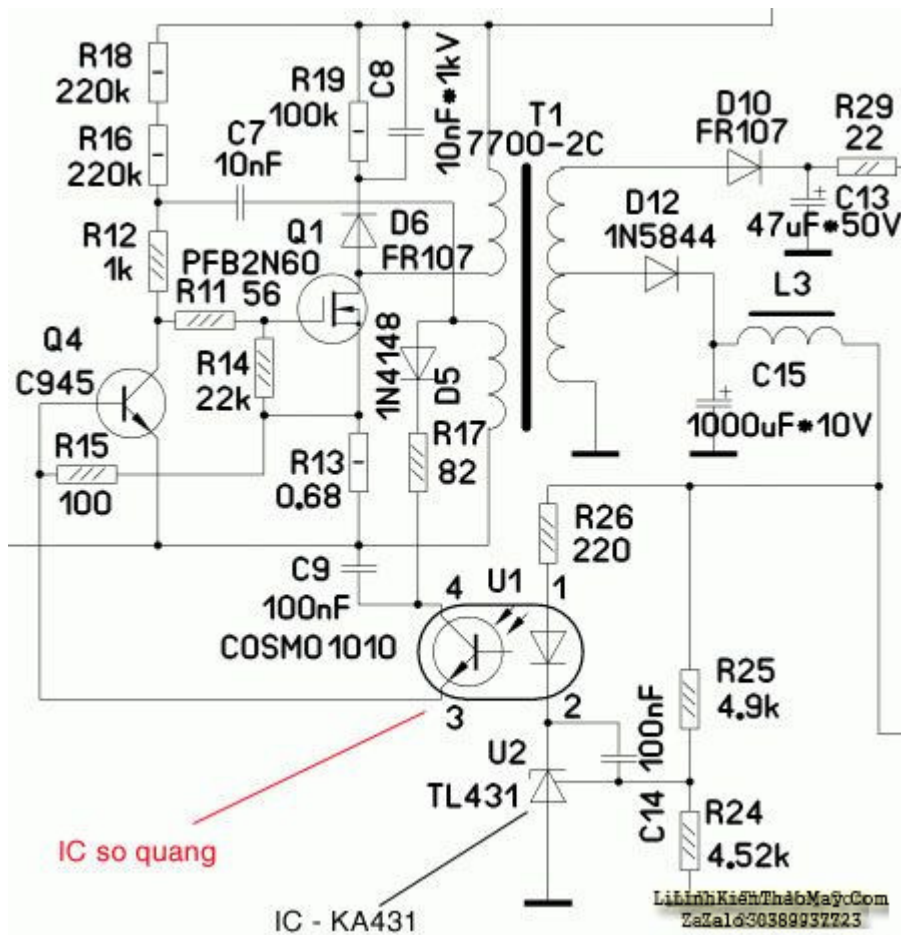 R18
220k
R16
220k
R12
1k
C7
10nF
R19
100k
C8
10nF*1kV
T1
7700-2C
D10
FR107
R29
22
C13
47uF*50V
D12
1N5844
L3
C15
1000uF*10V
D6
FR107
Q1
PFB2N60
R11
56
R14
22k
Q4
C945
R15
100
1N4148
D5
R17
82
R13
0.68
C9
100nF
COSMO1010
U1
4
1
3
2
R26
220
R25
4.9k
C14
100nF
R24
4.52k
U2
TL431
IC so quang
IC - KA431